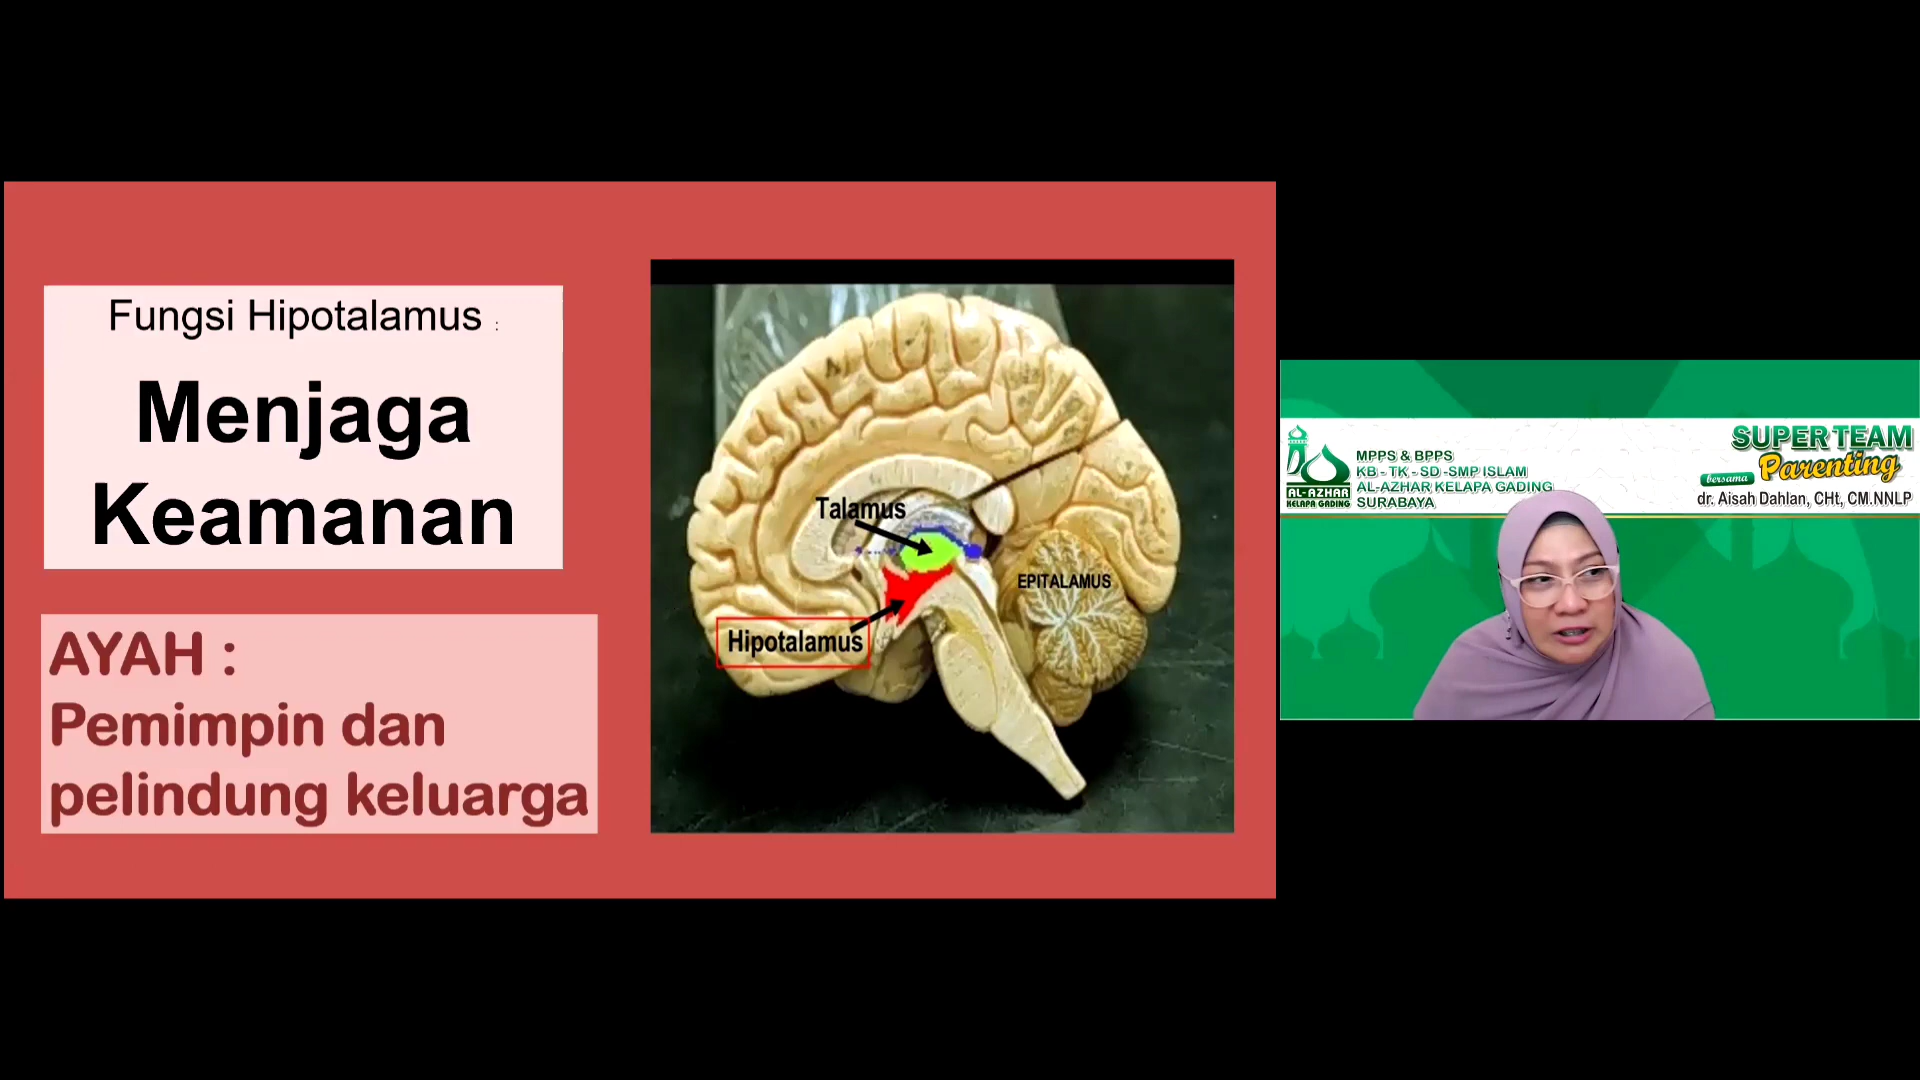 Fungsi Hipotalamus :
Menjaga
Keamanan
AYAH :
Pemimpin dan
pelindung keluarga
Talamus
EPITALAMUS
Hipotalamus
AL-AZHAR
KELAPA GADING
MPPS & BPPS
KB - TK - SD -SMP ISLAM
AL-AZHAR KELAPA GADING
SURABAYA
SUPER TEAM
bersama Parenting
dr. Aisah Dahlan, CHt, CM.NNLP